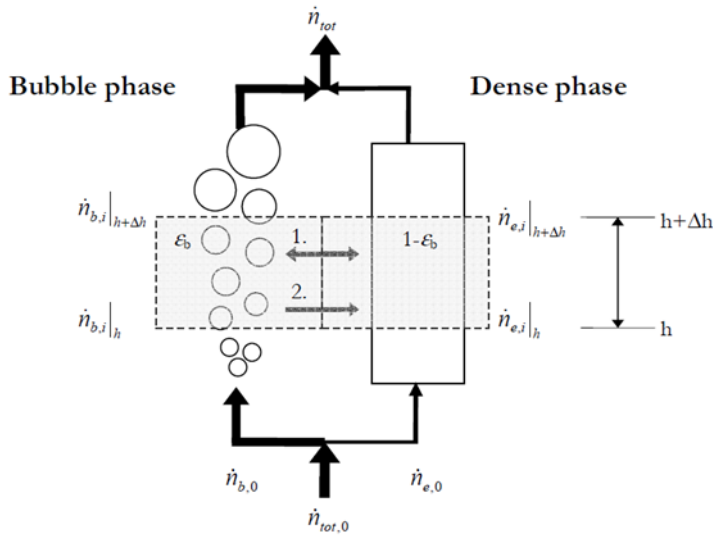 ṅ_tot
Bubble phase
Dense phase
ṅ_b,i|_h+Δh
ε_b
1.
1-ε_b
ṅ_e,i|_h+Δh
h+Δh
2.
ṅ_b,i|_h
ṅ_e,i|_h
h
ṅ_b,0
ṅ_e,0
ṅ_tot,0